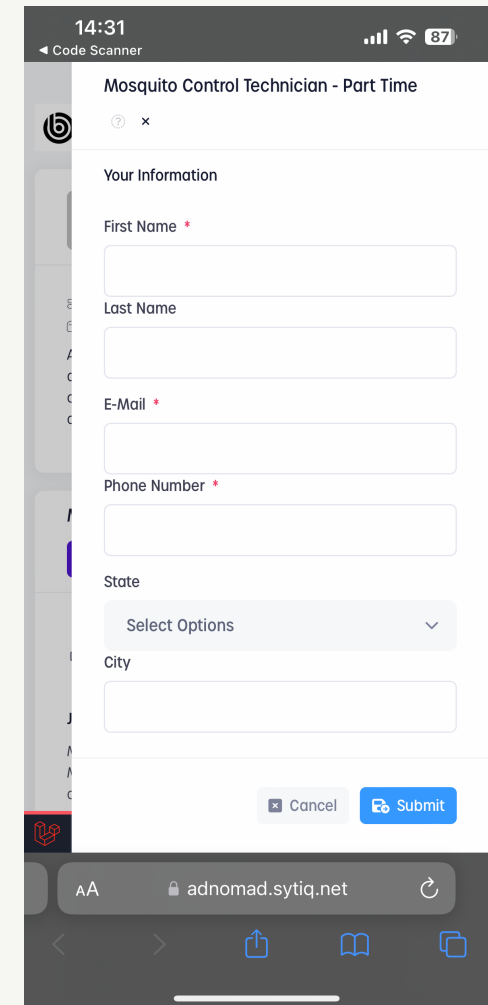 14:31
87
◀ Code Scanner
Mosquito Control Technician - Part Time
Your Information
First Name *
Last Name
E-Mail *
Phone Number *
State
Select Options
City
Cancel
Submit
AA
adnomad.sytiq.net